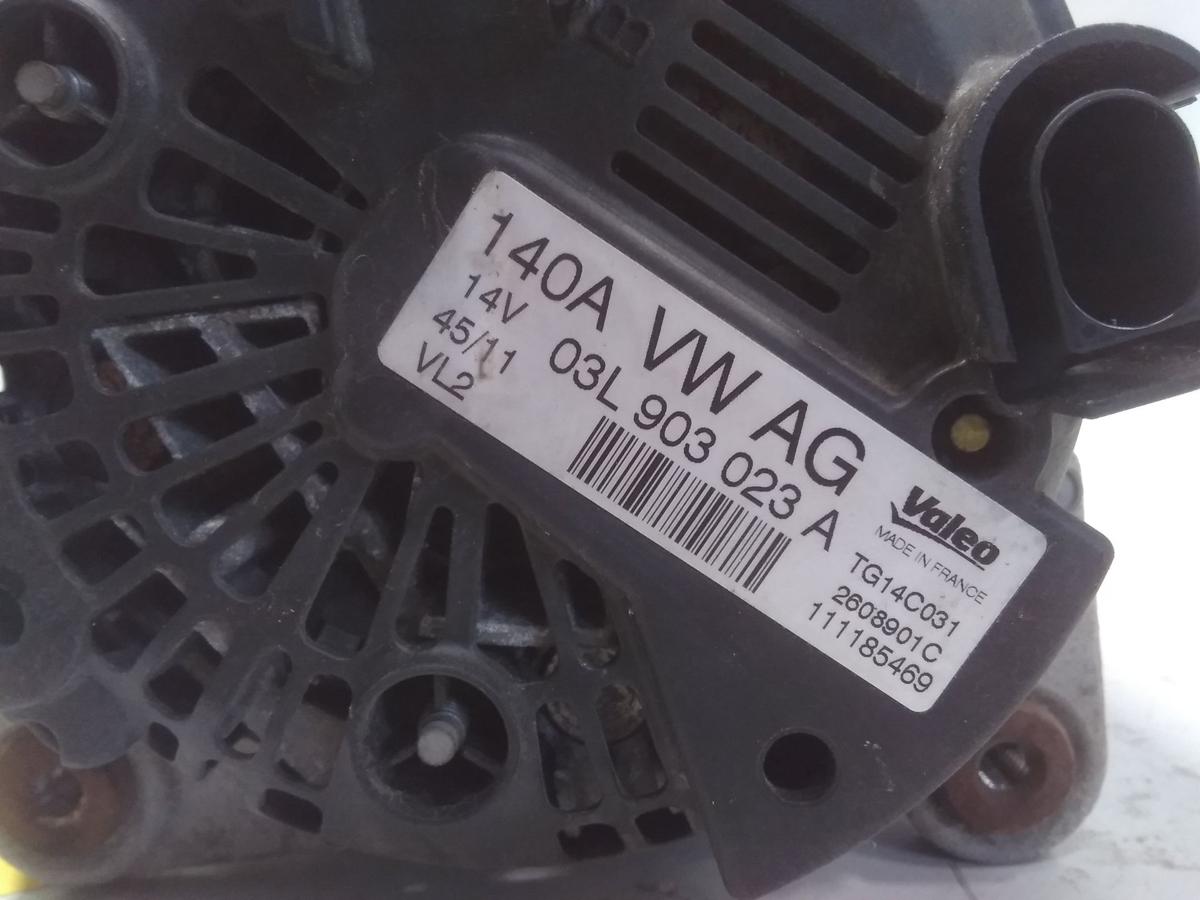 140A VW AG
14V 03L 903 023 A
45/11
VL2
Valeo
MADE IN FRANCE
TG14C031
2608901C
111185469
B